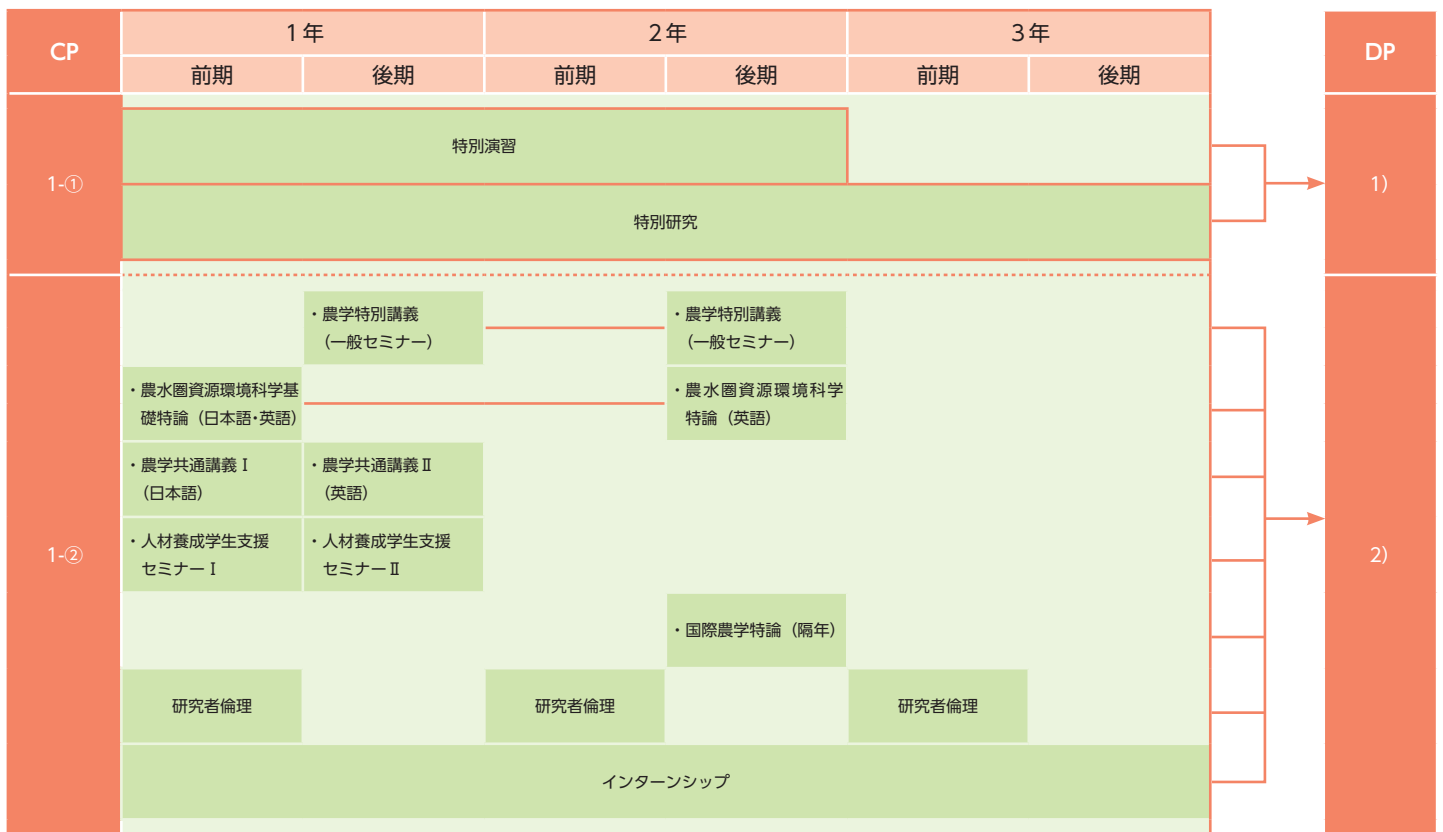 CP
1年
2年
3年
DP
前期
後期
前期
後期
前期
後期
1-①
特別演習
特別研究
1)
・農学特別講義
(一般セミナー)
・農学特別講義
(一般セミナー)
・農水圏資源環境科学基
礎特論（日本語・英語）
・農水圏資源環境科学
特論（英語）
・農学共通講義Ⅰ
（日本語）
・農学共通講義Ⅱ
（英語）
1-②
・人材養成学生支援
セミナーⅠ
・人材養成学生支援
セミナーⅡ
2)
・国際農学特論（隔年）
研究者倫理
研究者倫理
研究者倫理
インターンシップ